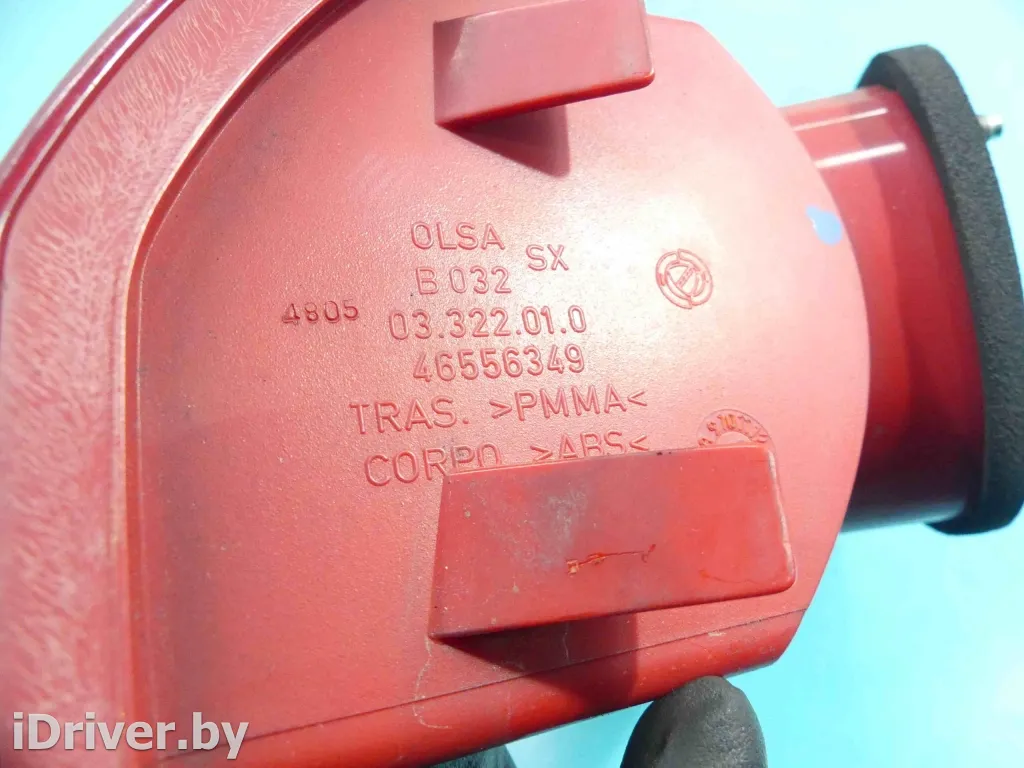 OLSA SX
B 032
4805 03.322.01.0
46556349
TRAS. >PMMA<
CORPO >ABS<
iDriver.by